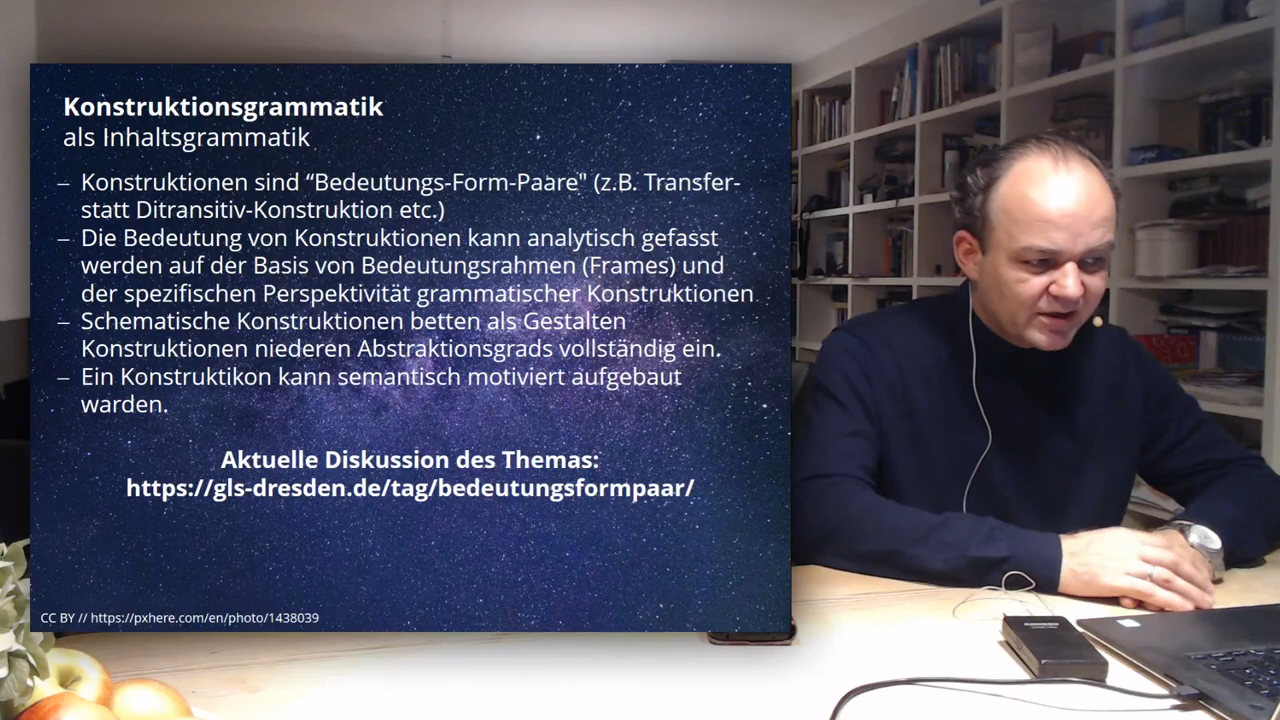 Konstruktionsgrammatik
als Inhaltsgrammatik
– Konstruktionen sind “Bedeutungs-Form-Paare" (z.B. Transfer-
statt Ditransitiv-Konstruktion etc.)
– Die Bedeutung von Konstruktionen kann analytisch gefasst
werden auf der Basis von Bedeutungsrahmen (Frames) und
der spezifischen Perspektivität grammatischer Konstruktionen
– Schematische Konstruktionen betten als Gestalten
Konstruktionen niederen Abstraktionsgrads vollständig ein.
– Ein Konstruktikon kann semantisch motiviert aufgebaut
warden.
Aktuelle Diskussion des Themas:
https://gls-dresden.de/tag/bedeutungsformpaar/
CC BY // https://pxhere.com/en/photo/1438039